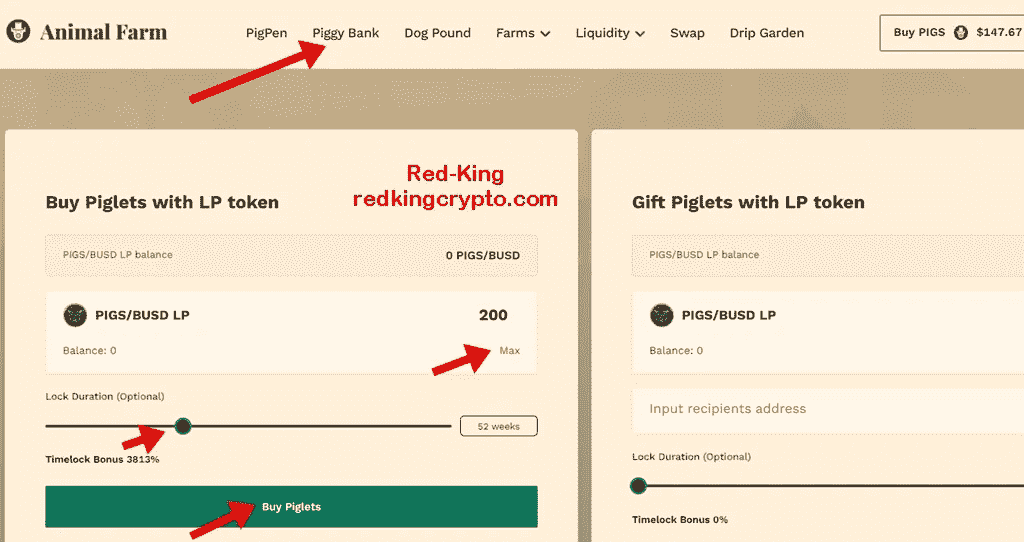 Animal Farm PigPen Piggy Bank Dog Pound Farms Liquidity Swap Drip Garden Buy PIGS $147.67
Red-King
redkingcrypto.com
Buy Piglets with LP token
PIGS/BUSD LP balance 0 PIGS/BUSD
PIGS/BUSD LP 200
Balance: 0 Max
Lock Duration (Optional)
52 weeks
Timelock Bonus 3813%
Buy Piglets
Gift Piglets with LP token
PIGS/BUSD LP balance
PIGS/BUSD LP
Balance: 0
Input recipients address
Lock Duration (Optional)
Timelock Bonus 0%